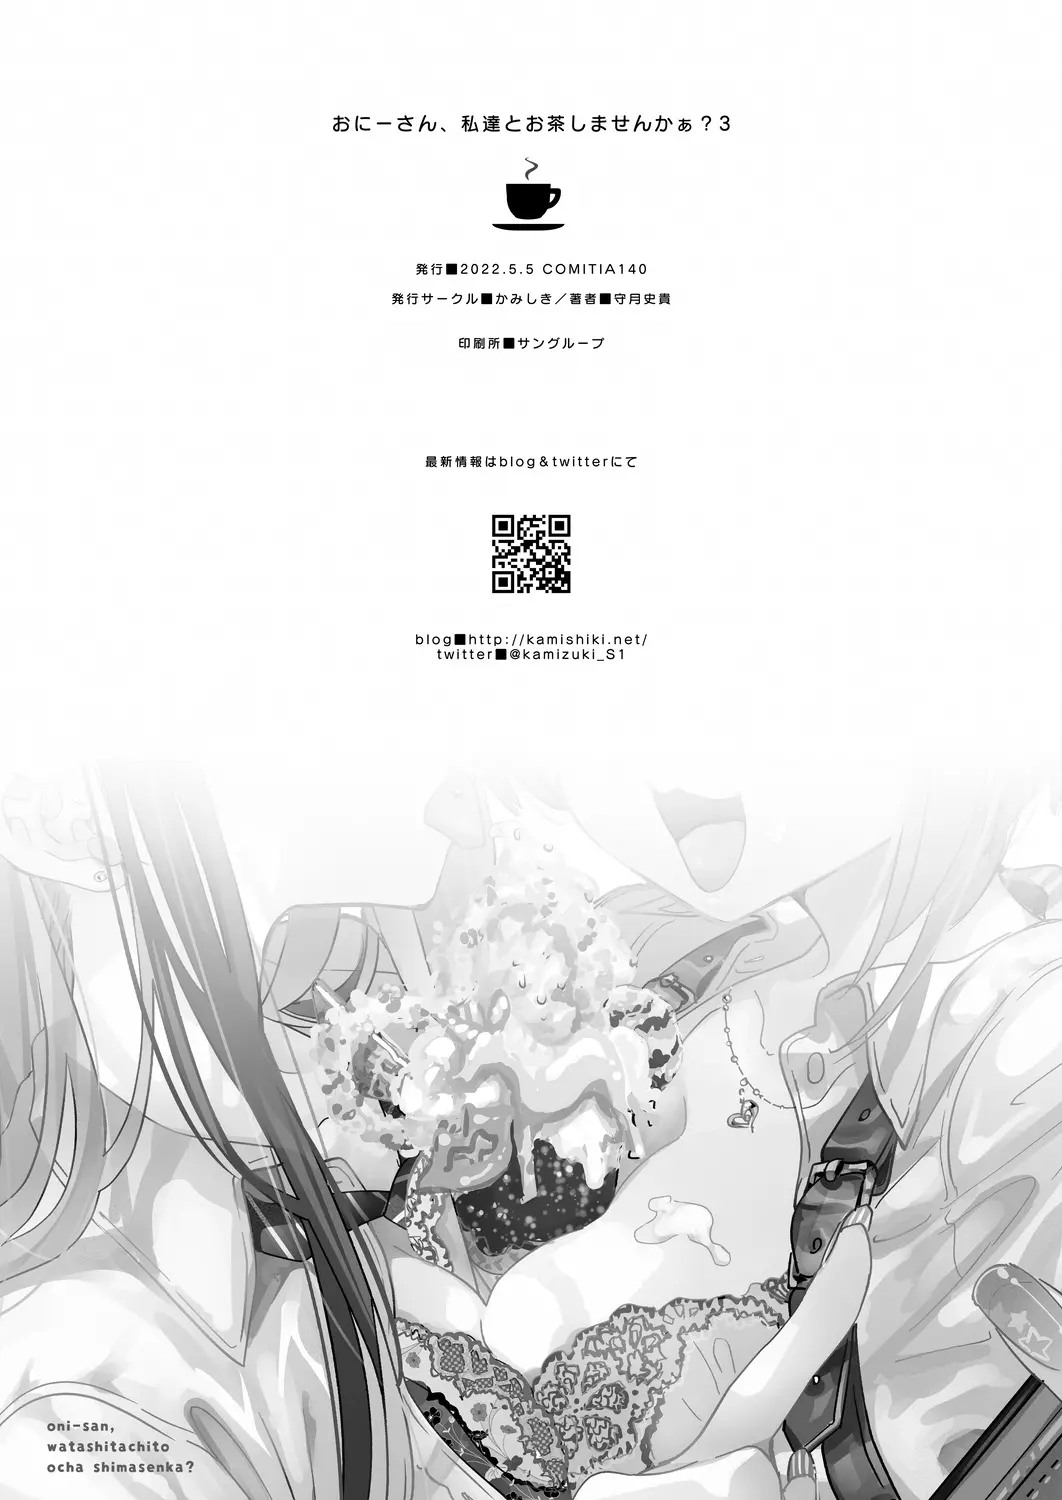 おにーさん、私達とお茶しませんかぁ？3
発行■2022.5.5 COMITIA140
発行サークル■かみしき／著者■守月史貴
印刷所■サングループ
最新情報はblog＆twitterにて
blog■http://kamishiki.net/
twitter■@kamizuki_S1
oni-san,
watashitachito
ocha shimasenka?